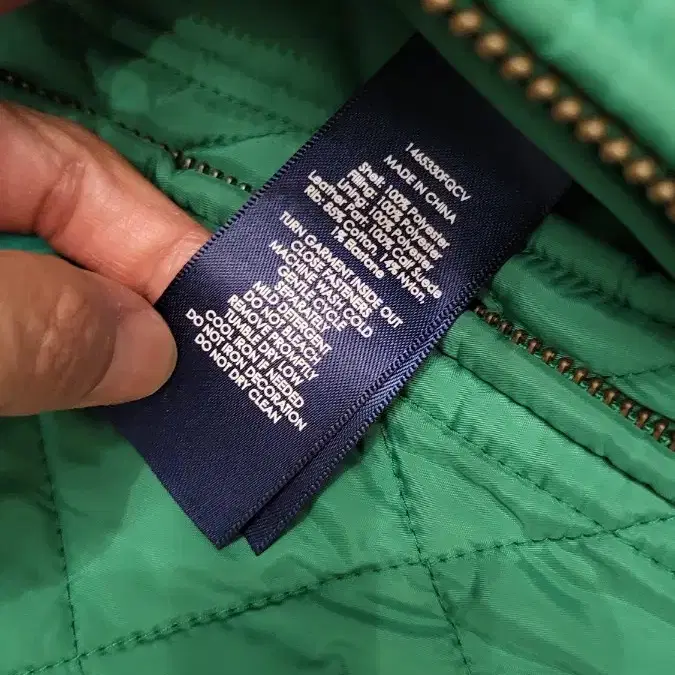 MADE IN CHINA
Shell: 100% Polyester
Filling: 100% Polyester
Lining: 100% Polyester
Leather Part: 100% Calf Suede
Rib: 85% Cotton, 14% Nylon,
1% Elastane
TURN GARMENT INSIDE OUT
CLOSE FASTENERS
MACHINE WASH COLD
GENTLE CYCLE
SEPARATELY
MILD DETERGENT
DO NOT BLEACH
REMOVE PROMPTLY
TUMBLE DRY LOW
COOL IRON IF NEEDED
DO NOT IRON DECORATION
DO NOT DRY CLEAN